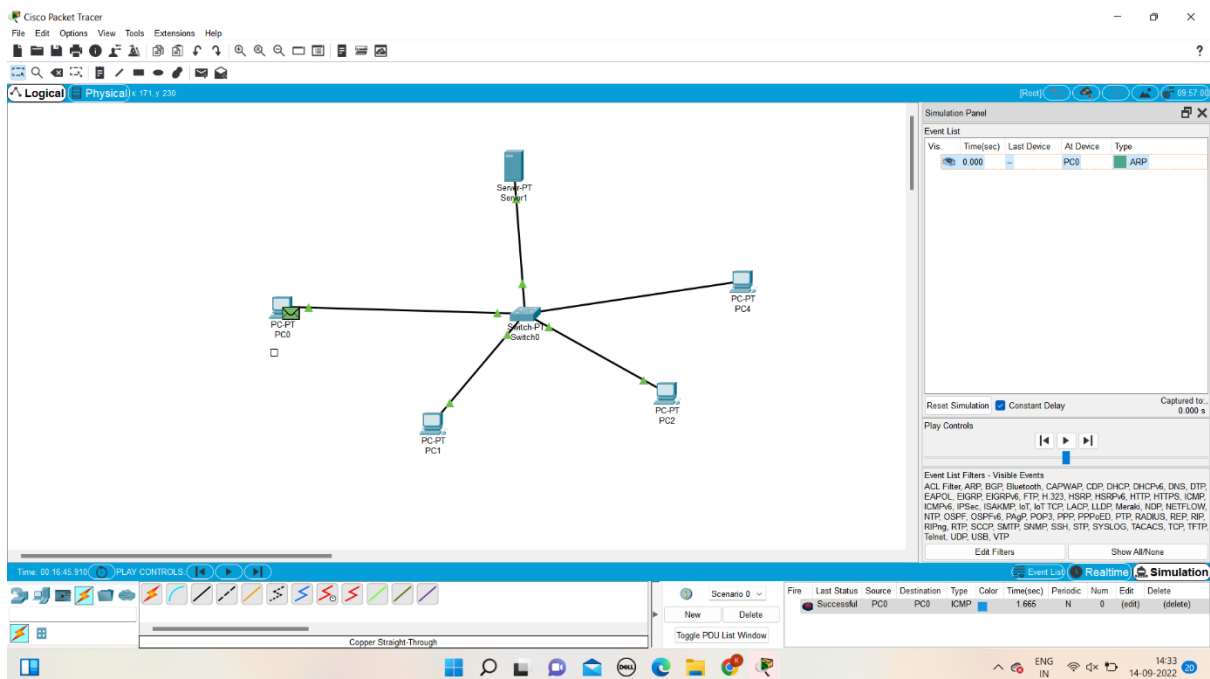 Cisco Packet Tracer
File Edit Options View Tools Extensions Help
?
Logical Physical x: 171, y: 230 [Root] 09:57:00
Simulation Panel
Event List
Vis. Time(sec) Last Device At Device Type
0.000 -- PC0 ARP
Server-PT
Server1
PC-PT
PC4
PC-PT
PC0
Switch-PT
Switch0
PC-PT
PC2
PC-PT
PC1
Reset Simulation Constant Delay Captured to:
0.000 s
Play Controls
Event List Filters - Visible Events
ACL Filter, ARP, BGP, Bluetooth, CAPWAP, CDP, DHCP, DHCPv6, DNS, DTP,
EAPOL, EIGRP, EIGRPv6, FTP, H.323, HSRP, HSRPv6, HTTP, HTTPS, ICMP,
ICMPv6, IPSec, ISAKMP, IoT, IoT TCP, LACP, LLDP, Meraki, NDP, NETFLOW,
NTP, OSPF, OSPFv6, PAgP, POP3, PPP, PPPoED, PTP, RADIUS, REP, RIP,
RIPng, RTP, SCCP, SMTP, SNMP, SSH, STP, SYSLOG, TACACS, TCP, TFTP,
Telnet, UDP, USB, VTP
Edit Filters Show All/None
Time: 00:16:45.910 PLAY CONTROLS: Event List Realtime Simulation
Scenario 0
New Delete
Toggle PDU List Window
Fire Last Status Source Destination Type Color Time(sec) Periodic Num Edit Delete
Successful PC0 PC0 ICMP 1.665 N 0 (edit) (delete)
Copper Straight-Through
DELL
K
ENG
IN
14:33
14-09-2022
20